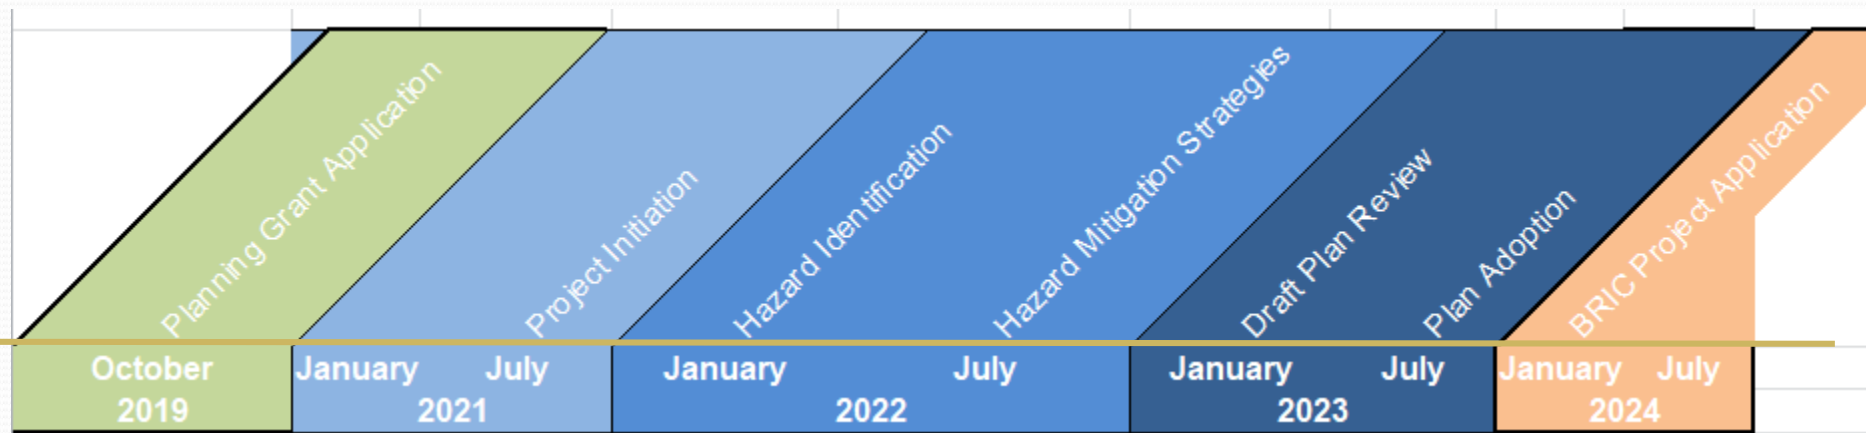 Planning Grant Application
Project Initiation
Hazard Identification
Hazard Mitigation Strategies
Draft Plan Review
Plan Adoption
BRIC Project Application
October January July January July January July January July
2019 2021 2022 2023 2024